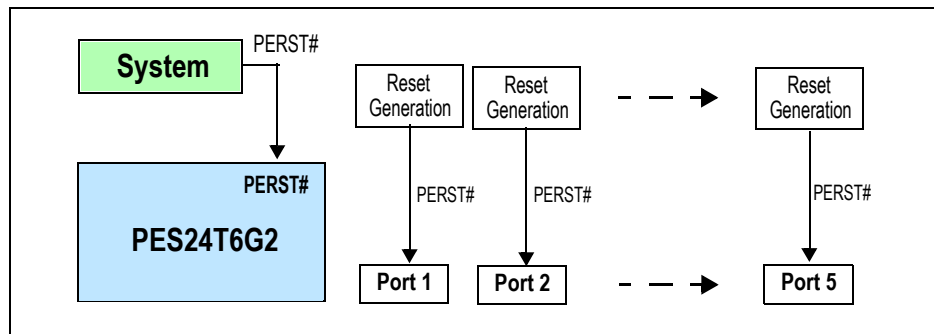 PERST#
System
Reset
Generation
Reset
Generation
Reset
Generation
PERST#
PES24T6G2
PERST#
PERST#
PERST#
Port 1
Port 2
Port 5